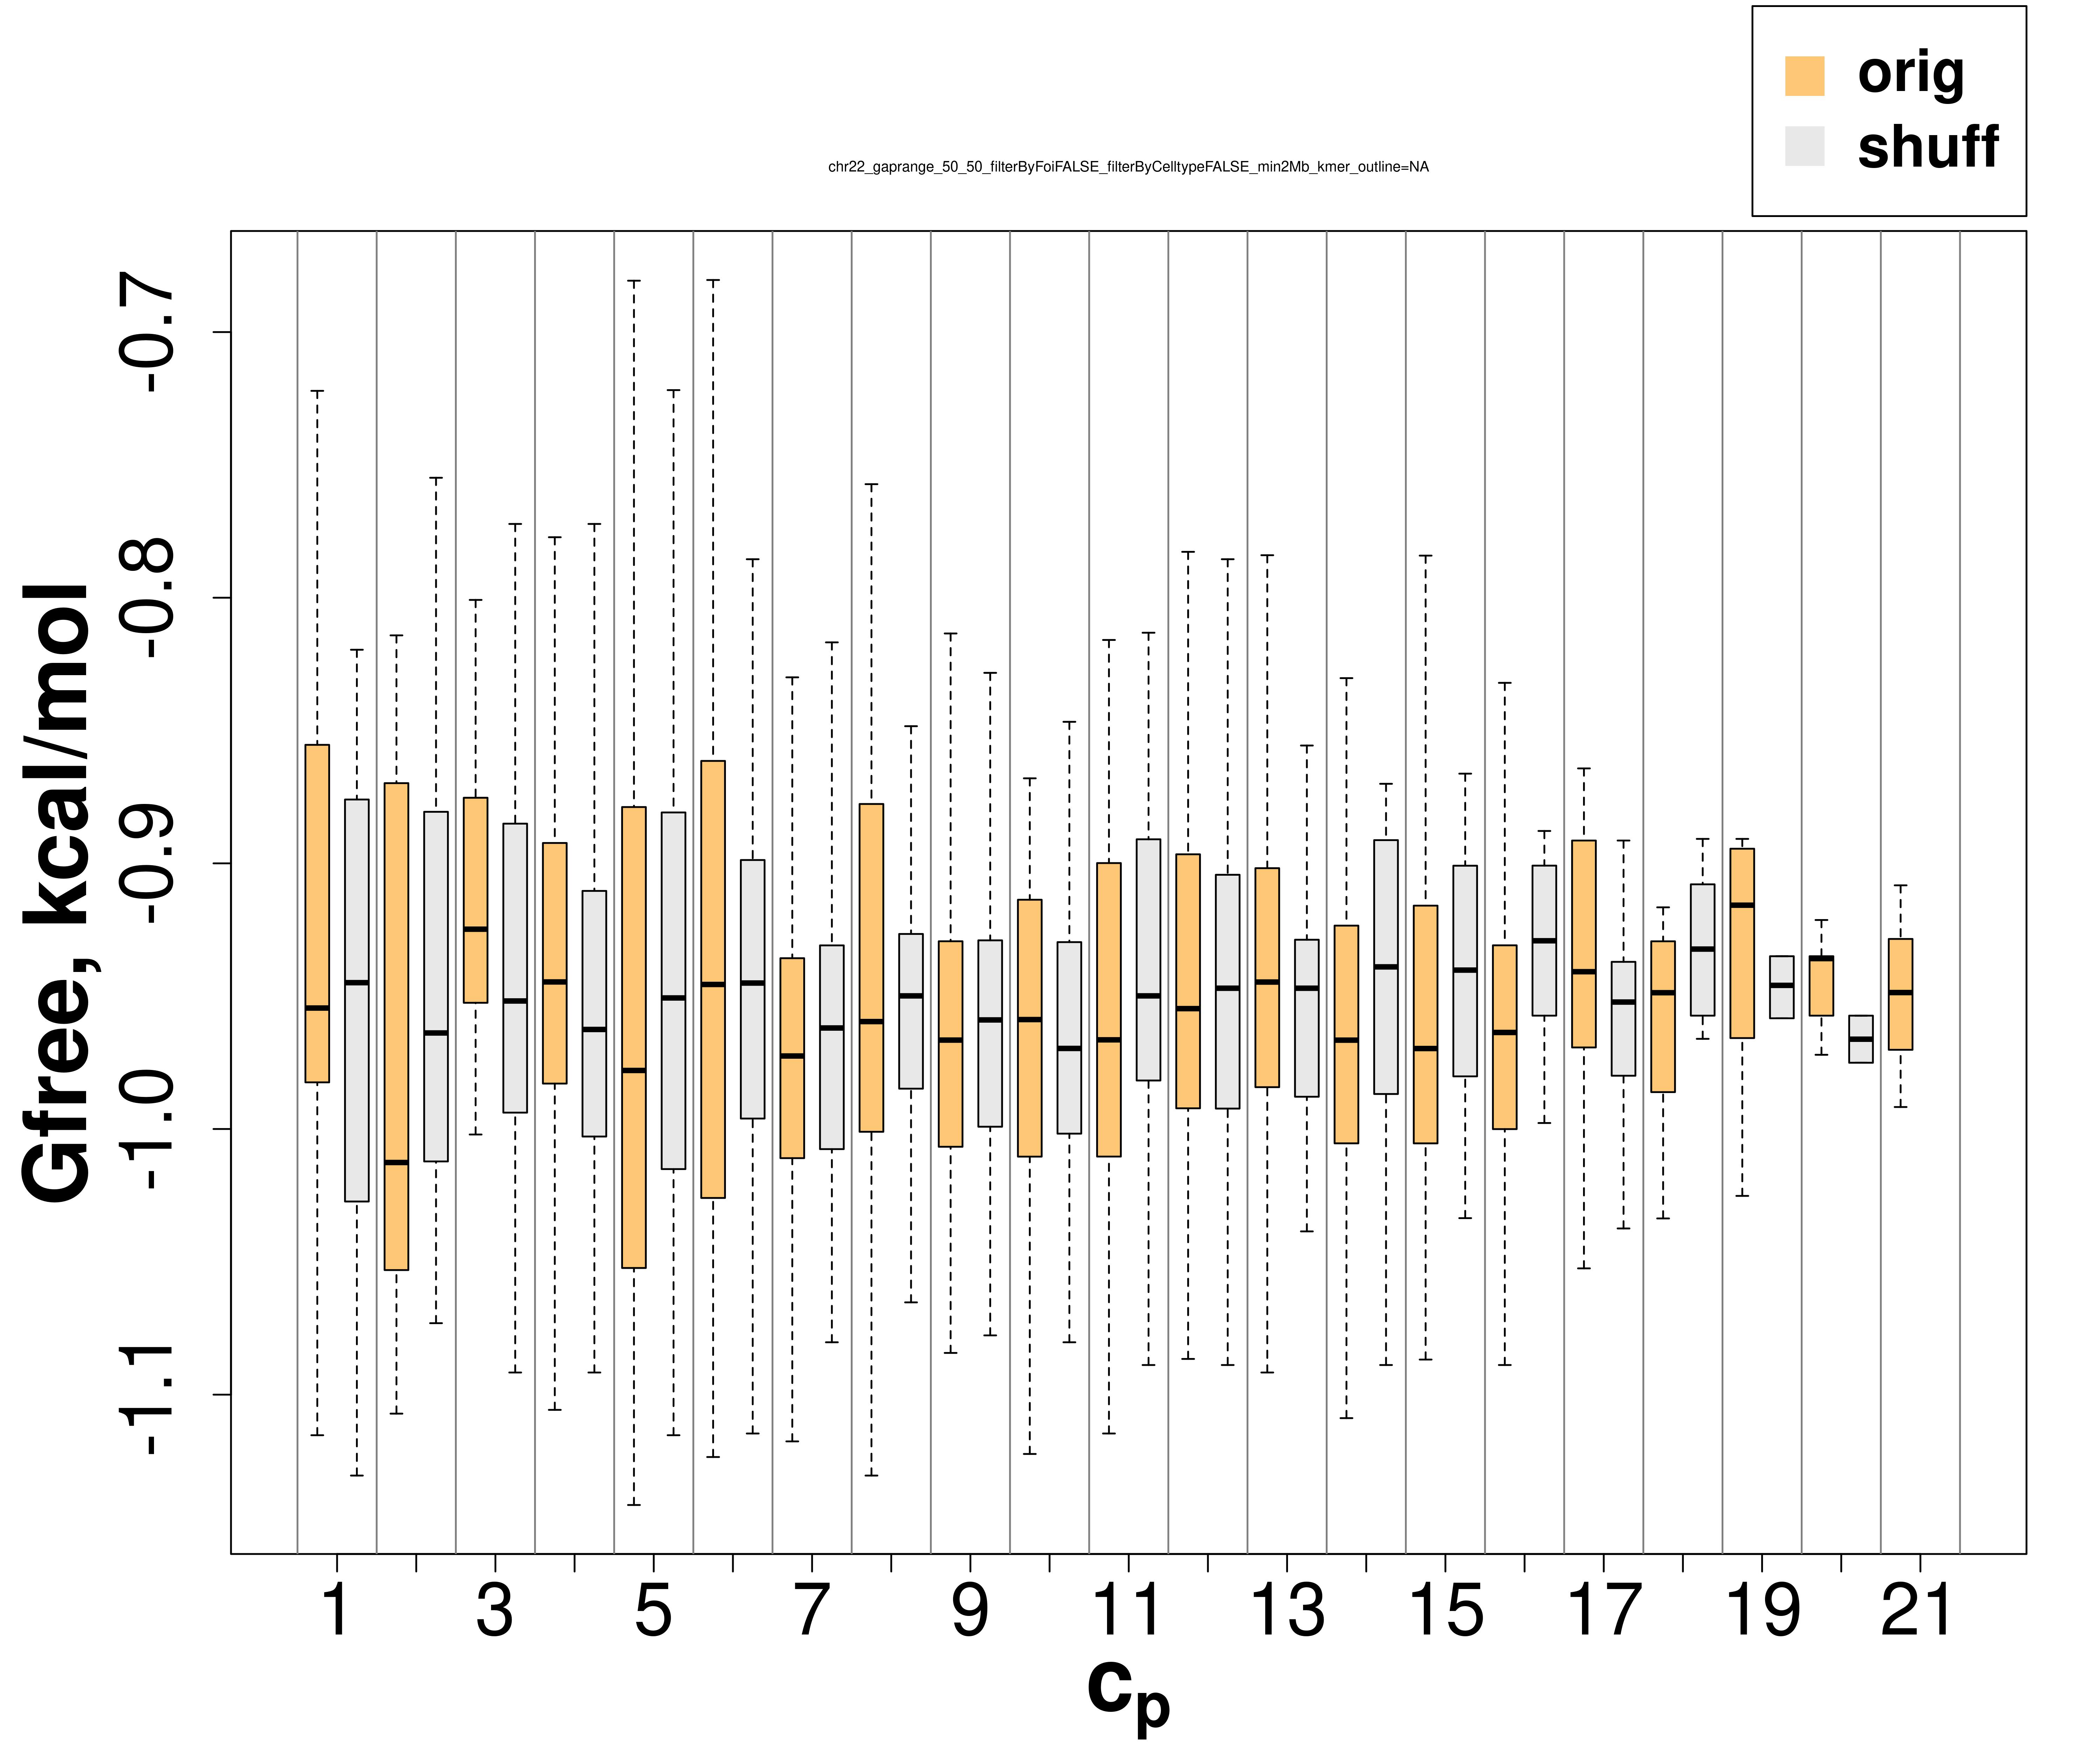 orig
shuff
chr22_gaprange_50_50_filterByFoiFALSE_filterByCelltypeFALSE_min2Mb_kmer_outline=NA
Gfree, kcal/mol
-0.7
-0.8
-0.9
-1.0
-1.1
1 3 5 7 9 11 13 15 17 19 21
cp